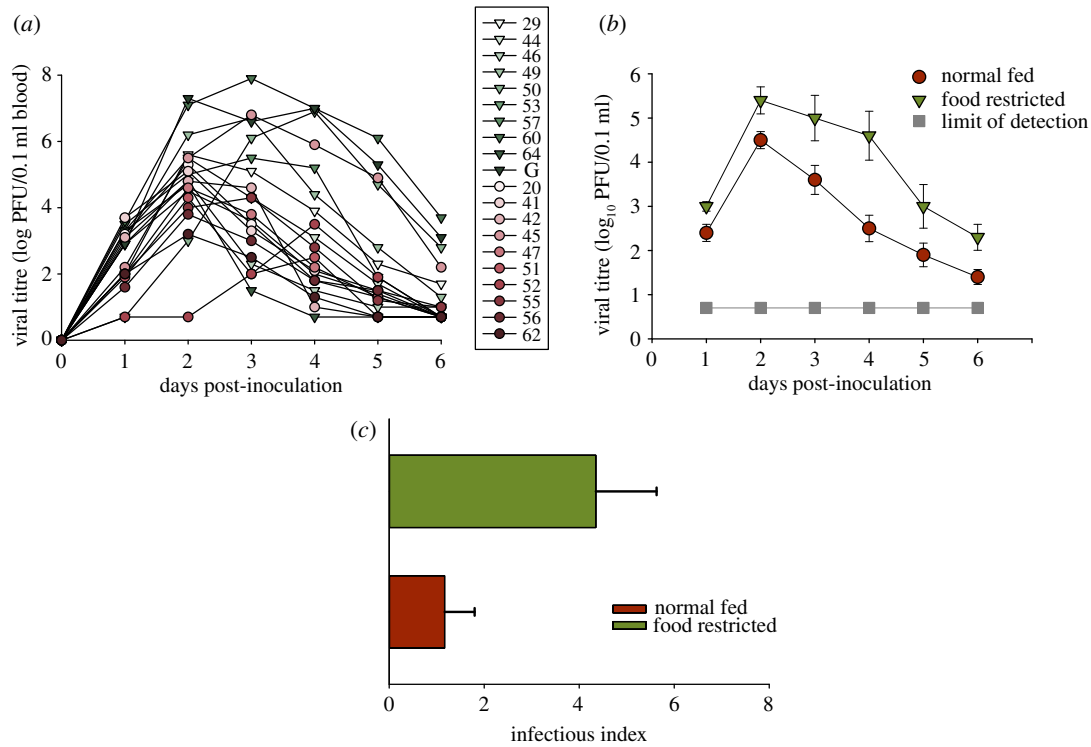 (a)
viral titre (log PFU/0.1 ml blood)
8
6
4
2
0
0 1 2 3 4 5 6
days post-inoculation
29
44
46
49
50
53
57
60
64
G
20
41
42
45
47
51
52
55
56
62
(b)
viral titre (log10 PFU/0.1 ml)
6
5
4
3
2
1
0
0 1 2 3 4 5 6
days post-inoculation
normal fed
food restricted
limit of detection
(c)
normal fed
food restricted
0 2 4 6 8
infectious index